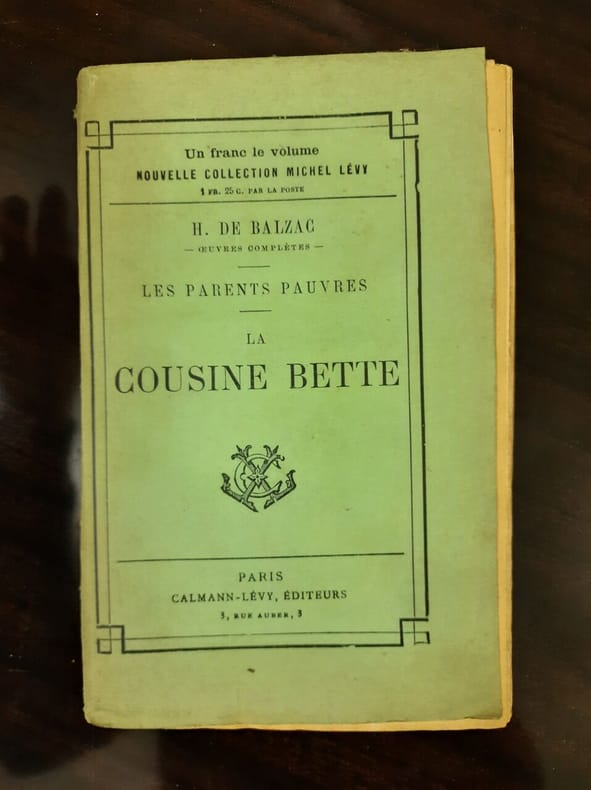 Un franc le volume
NOUVELLE COLLECTION MICHEL LÉVY
1 FR. 25 C. PAR LA POSTE
H. DE BALZAC
— ŒUVRES COMPLÈTES —
LES PARENTS PAUVRES
LA
COUSINE BETTE
PARIS
CALMANN-LÉVY, ÉDITEURS
3, RUE AUBER, 3